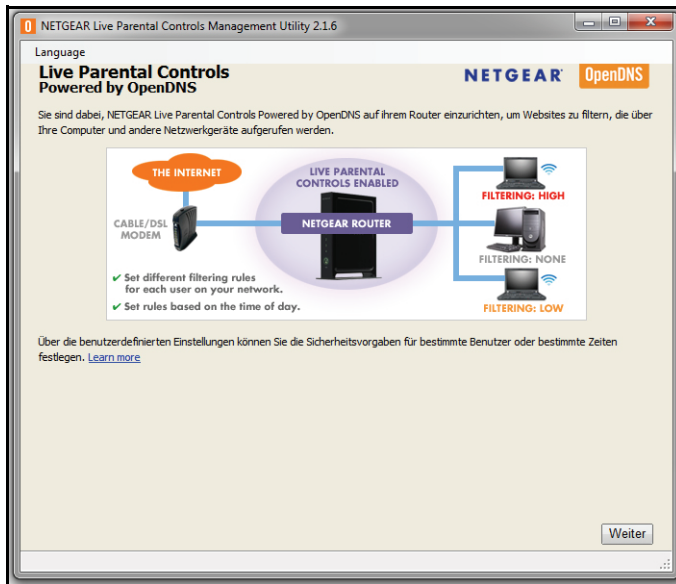 NETGEAR Live Parental Controls Management Utility 2.1.6
Language
Live Parental Controls
Powered by OpenDNS
NETGEAR
OpenDNS
Sie sind dabei, NETGEAR Live Parental Controls Powered by OpenDNS auf ihrem Router einzurichten, um Websites zu filtern, die über
Ihre Computer und andere Netzwerkgeräte aufgerufen werden.
THE INTERNET
LIVE PARENTAL
CONTROLS ENABLED
FILTERING: HIGH
CABLE/DSL
MODEM
NETGEAR ROUTER
FILTERING: NONE
✓ Set different filtering rules
for each user on your network.
✓ Set rules based on the time of day.
FILTERING: LOW
Über die benutzerdefinierten Einstellungen können Sie die Sicherheitsvorgaben für bestimmte Benutzer oder bestimmte Zeiten
festlegen. Learn more
Weiter